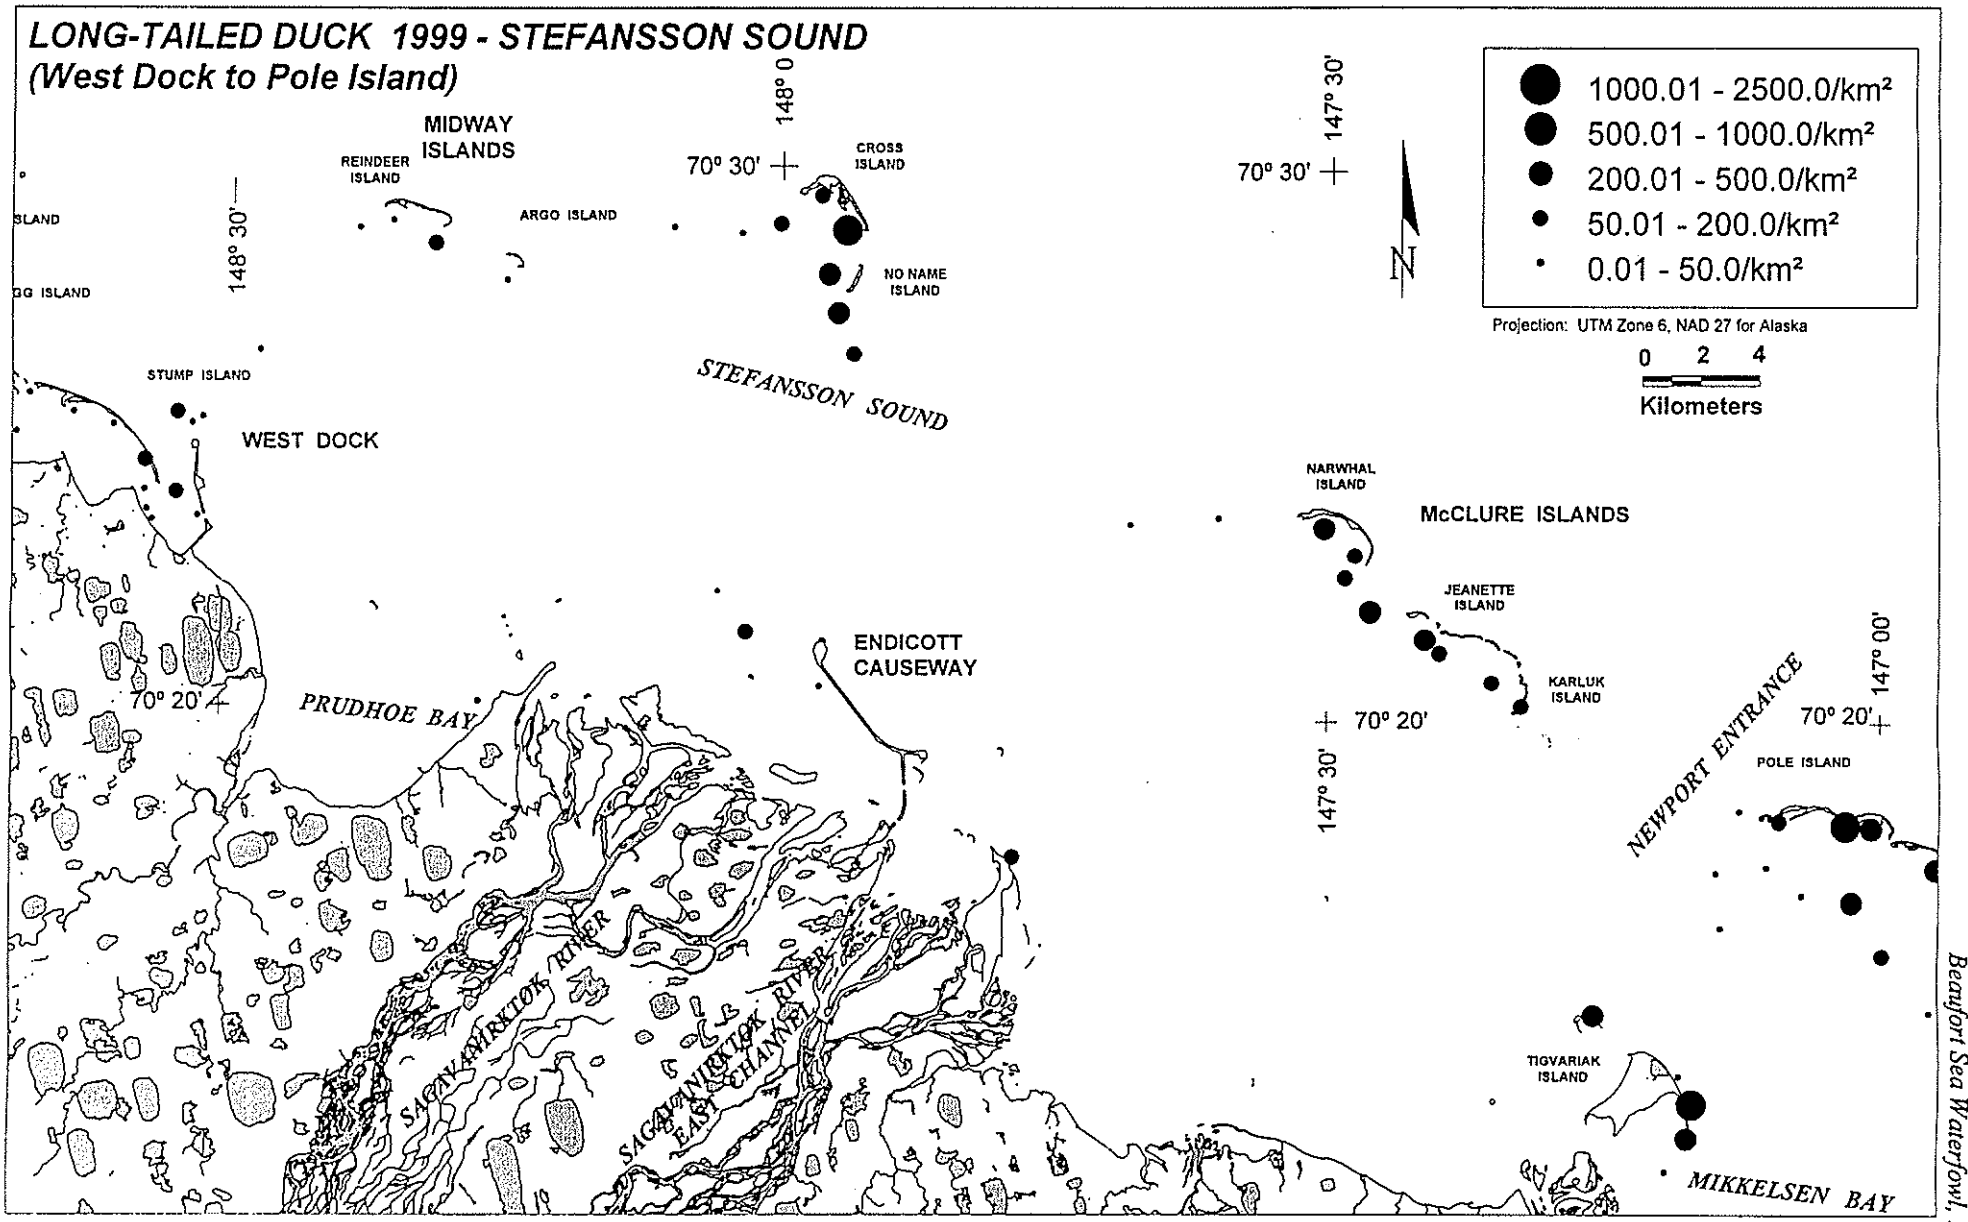 LONG-TAILED DUCK 1999 - STEFANSSON SOUND
(West Dock to Pole Island)
1000.01 - 2500.0/km²
500.01 - 1000.0/km²
200.01 - 500.0/km²
50.01 - 200.0/km²
0.01 - 50.0/km²
Projection: UTM Zone 6, NAD 27 for Alaska
0 2 4
Kilometers
N
148° 0
147° 30'
148° 30'
70° 30'
70° 30'
MIDWAY
ISLANDS
REINDEER
ISLAND
ARGO ISLAND
CROSS
ISLAND
NO NAME
ISLAND
SLAND
GG ISLAND
STUMP ISLAND
WEST DOCK
STEFANSSON SOUND
NARWHAL
ISLAND
McCLURE ISLANDS
JEANETTE
ISLAND
KARLUK
ISLAND
ENDICOTT
CAUSEWAY
PRUDHOE BAY
70° 20'
70° 20'
70° 20'
147° 30'
147° 00'
NEWPORT ENTRANCE
POLE ISLAND
SAGAVANIRKTOK RIVER
SAGAVANIRKTOK RIVER
EAST CHANNEL
TIGVARIAK
ISLAND
MIKKELSEN BAY
Beaufort Sea Waterfowl,